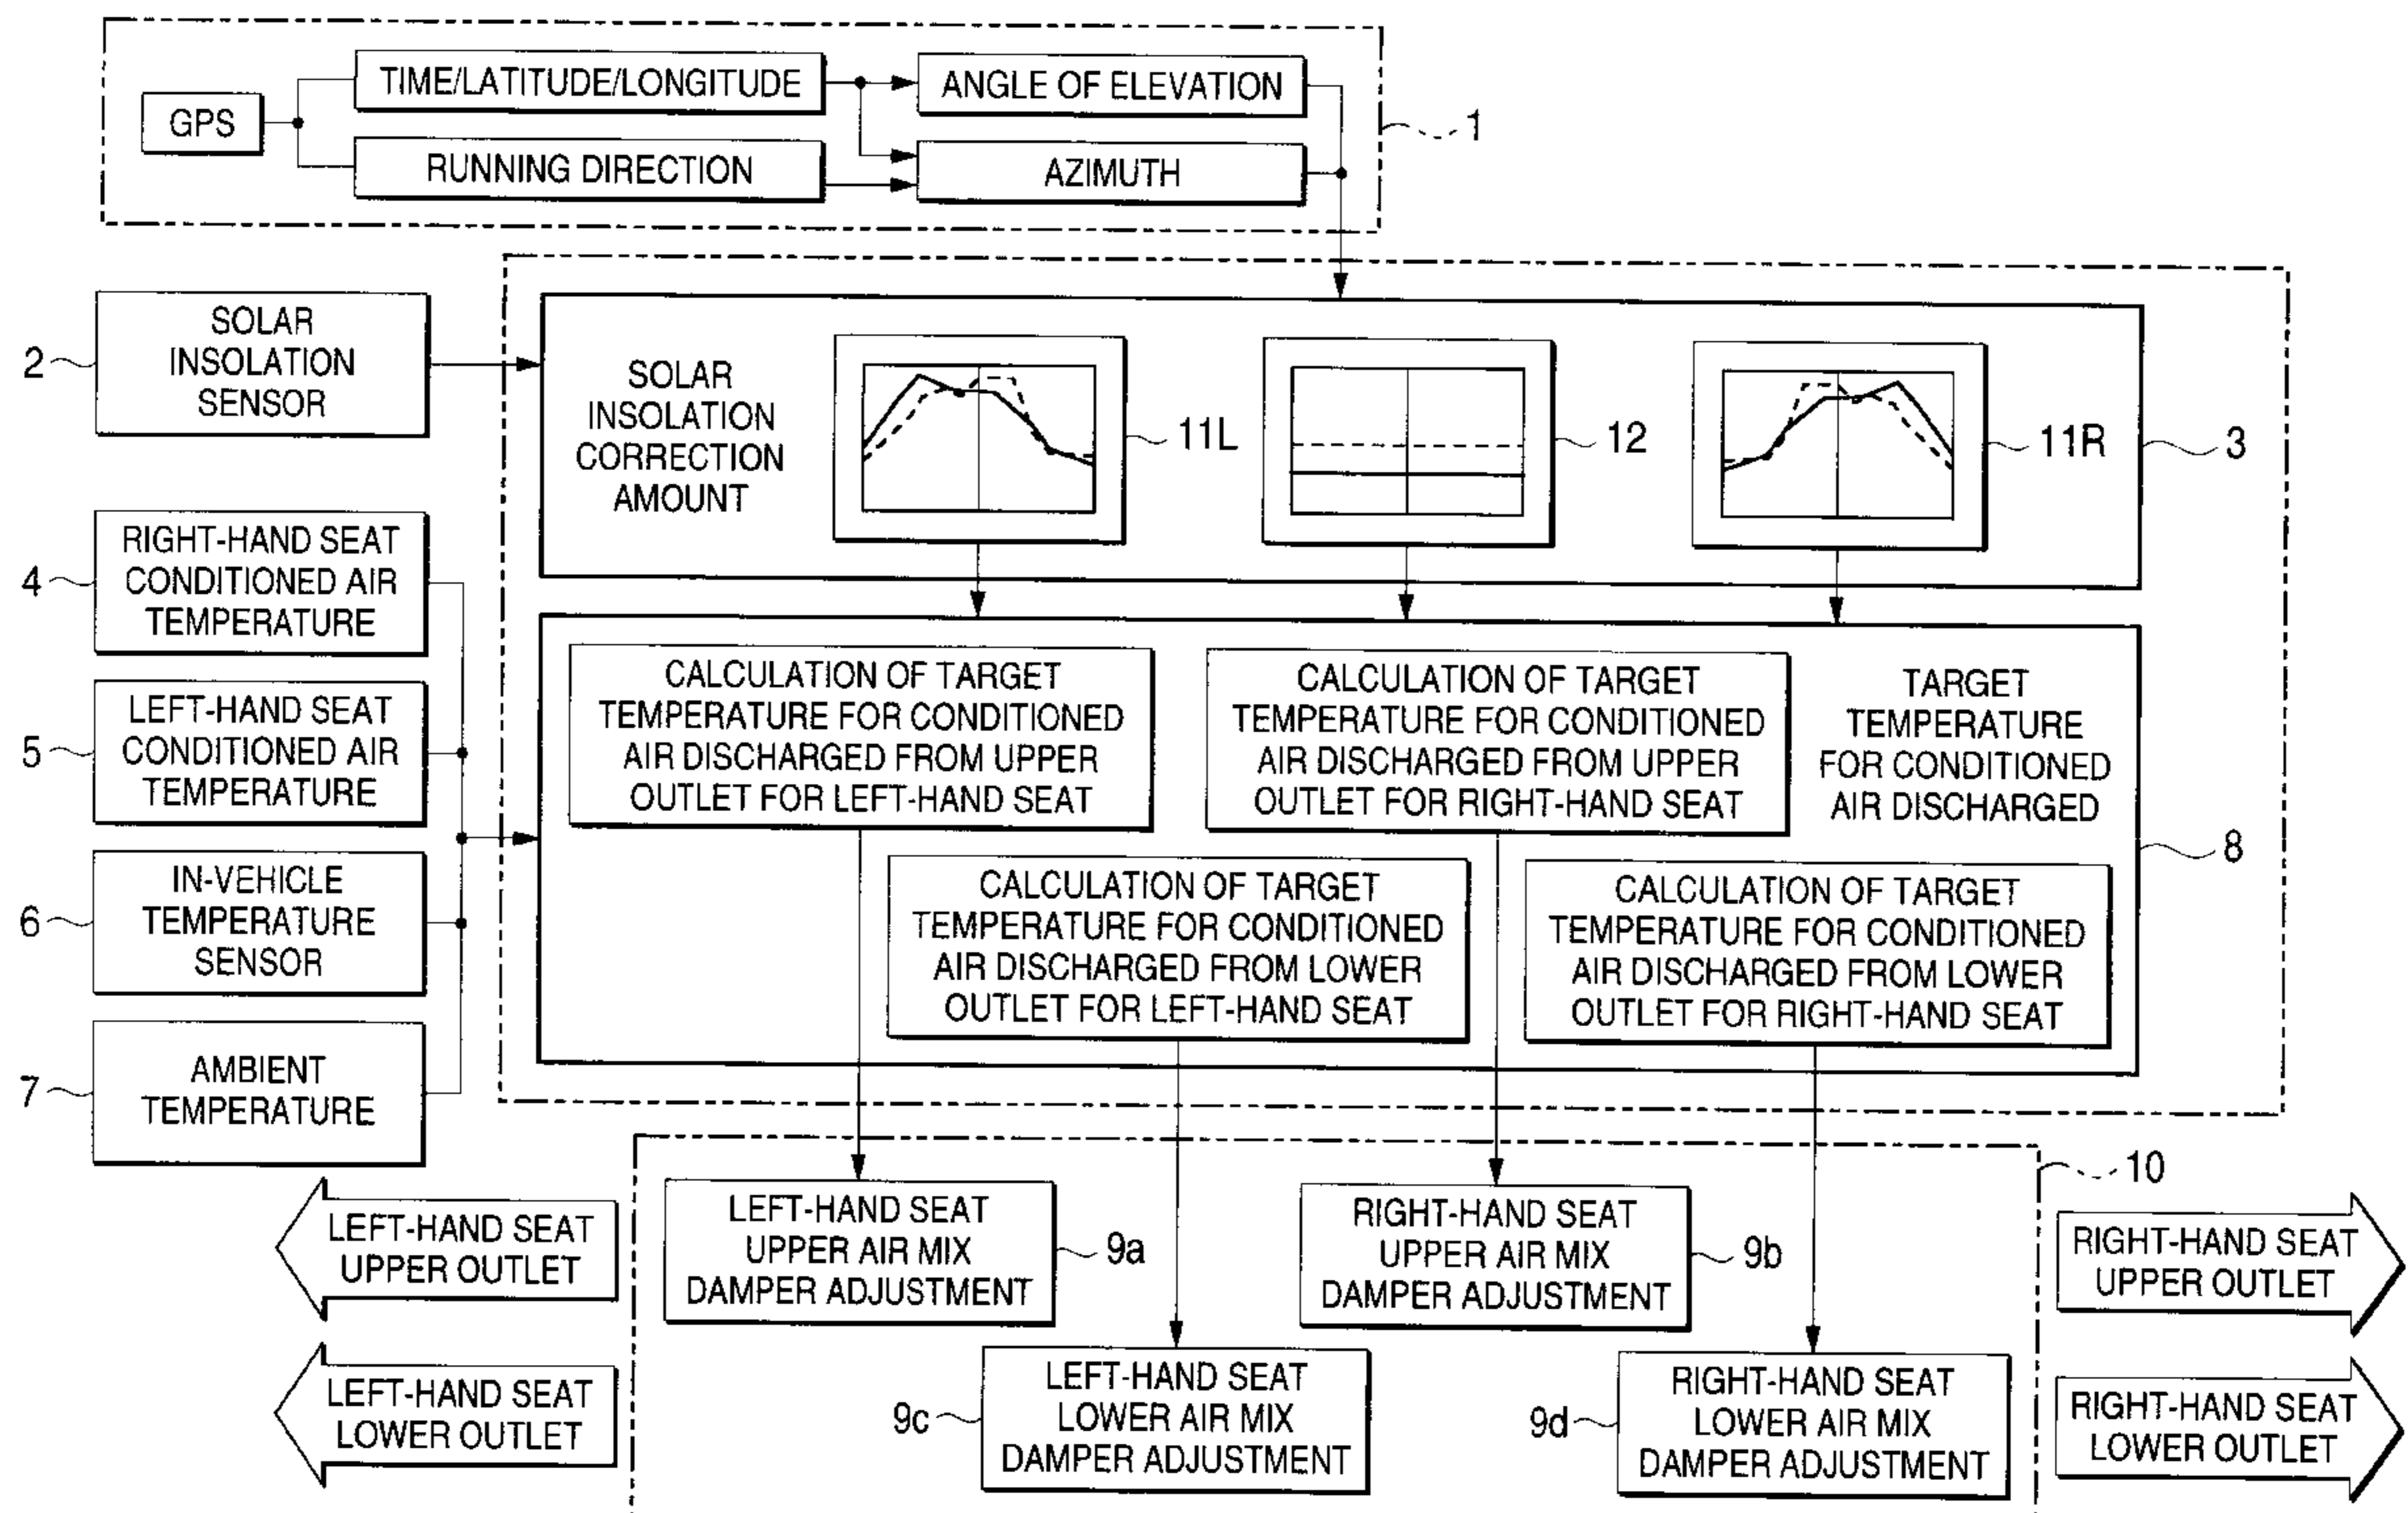 GPS
TIME/LATITUDE/LONGITUDE
RUNNING DIRECTION
ANGLE OF ELEVATION
AZIMUTH
1
2
SOLAR
INSOLATION
SENSOR
SOLAR
INSOLATION
CORRECTION
AMOUNT
11L
12
11R
3
4
RIGHT-HAND SEAT
CONDITIONED AIR
TEMPERATURE
5
LEFT-HAND SEAT
CONDITIONED AIR
TEMPERATURE
6
IN-VEHICLE
TEMPERATURE
SENSOR
7
AMBIENT
TEMPERATURE
CALCULATION OF TARGET
TEMPERATURE FOR CONDITIONED
AIR DISCHARGED FROM UPPER
OUTLET FOR LEFT-HAND SEAT
CALCULATION OF TARGET
TEMPERATURE FOR CONDITIONED
AIR DISCHARGED FROM UPPER
OUTLET FOR RIGHT-HAND SEAT
TARGET
TEMPERATURE
FOR CONDITIONED
AIR DISCHARGED
8
CALCULATION OF TARGET
TEMPERATURE FOR CONDITIONED
AIR DISCHARGED FROM LOWER
OUTLET FOR LEFT-HAND SEAT
CALCULATION OF TARGET
TEMPERATURE FOR CONDITIONED
AIR DISCHARGED FROM LOWER
OUTLET FOR RIGHT-HAND SEAT
10
LEFT-HAND SEAT
UPPER OUTLET
LEFT-HAND SEAT
UPPER AIR MIX
DAMPER ADJUSTMENT
9a
RIGHT-HAND SEAT
UPPER AIR MIX
DAMPER ADJUSTMENT
9b
RIGHT-HAND SEAT
UPPER OUTLET
LEFT-HAND SEAT
LOWER OUTLET
9c
LEFT-HAND SEAT
LOWER AIR MIX
DAMPER ADJUSTMENT
9d
RIGHT-HAND SEAT
LOWER AIR MIX
DAMPER ADJUSTMENT
RIGHT-HAND SEAT
LOWER OUTLET